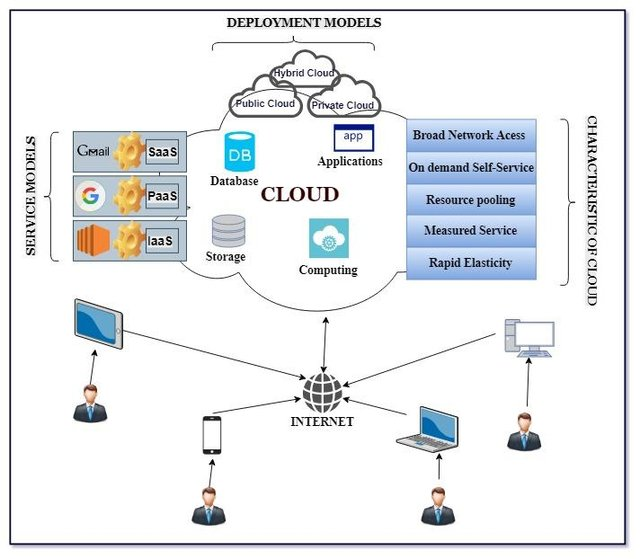 DEPLOYMENT MODELS
Hybrid Cloud
Public Cloud
Private Cloud
SERVICE MODELS
Gmail
SaaS
G
PaaS
IaaS
DB
Database
app
Applications
CLOUD
Storage
Computing
Broad Network Acess
On demand Self-Service
Resource pooling
Measured Service
Rapid Elasticity
CHARACTERISTIC OF CLOUD
INTERNET